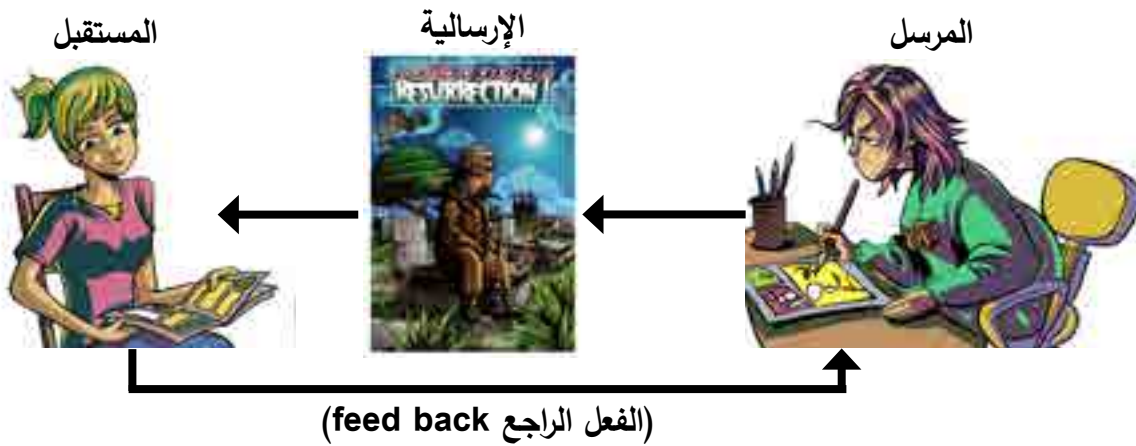 المرسل
الإرسالية
المستقبل
RESURRECTION !
(الفعل الراجع feed back)